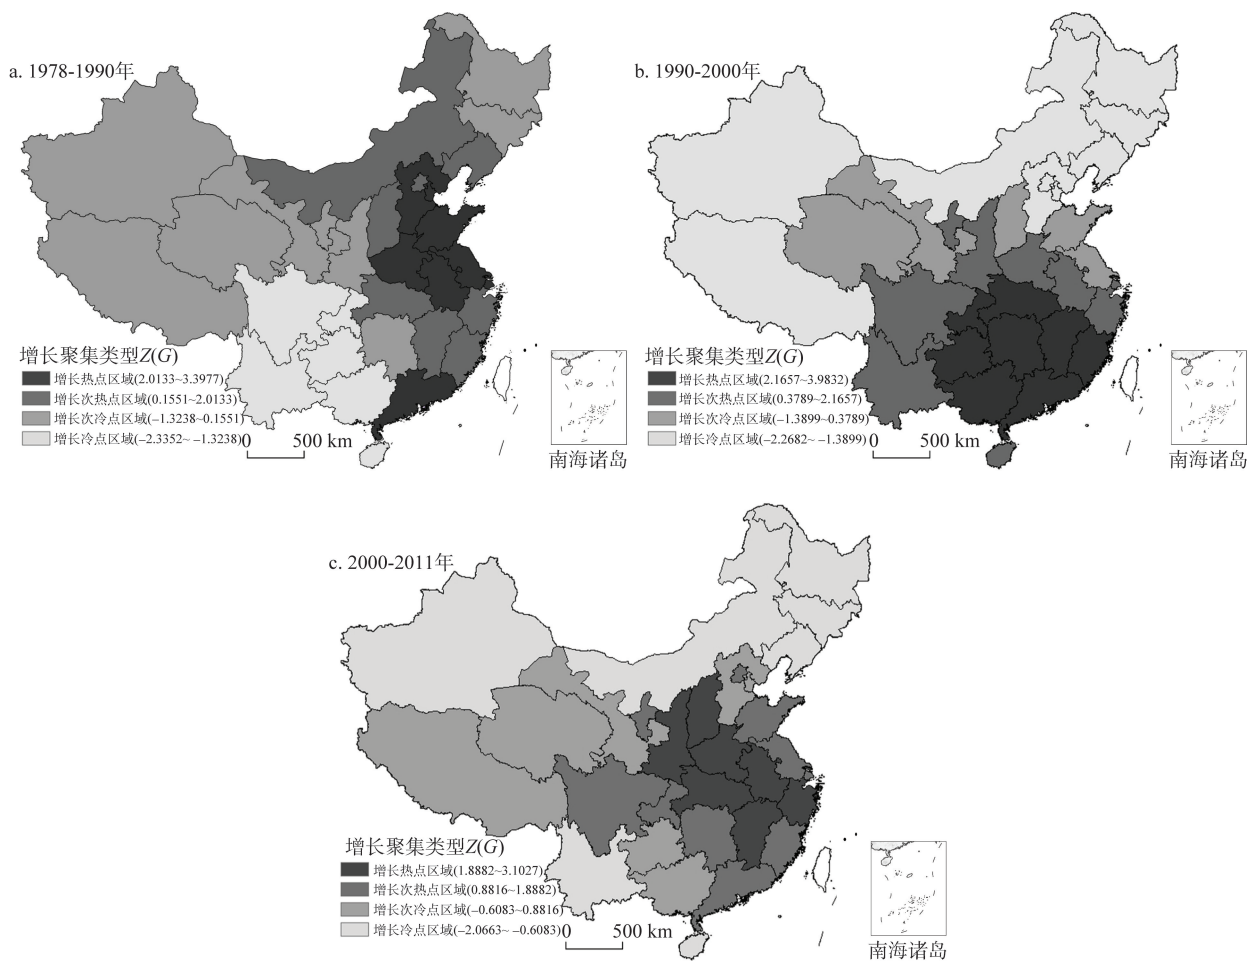 a. 1978-1990年
增长聚集类型Z(G)
增长热点区域(2.0133~3.3977)
增长次热点区域(0.1551~2.0133)
增长次冷点区域(−1.3238~0.1551)
增长冷点区域(−2.3352~ −1.3238)
0 500 km
南海诸岛
b. 1990-2000年
增长聚集类型Z(G)
增长热点区域(2.1657~3.9832)
增长次热点区域(0.3789~2.1657)
增长次冷点区域(−1.3899~0.3789)
增长冷点区域(−2.2682~ −1.3899)
0 500 km
南海诸岛
c. 2000-2011年
增长聚集类型Z(G)
增长热点区域(1.8882~3.1027)
增长次热点区域(0.8816~1.8882)
增长次冷点区域(−0.6083~0.8816)
增长冷点区域(−2.0663~ −0.6083)
0 500 km
南海诸岛